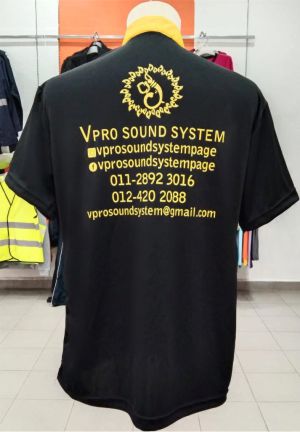 VPRO SOUND SYSTEM
vprosoundsystempage
vprosoundsystempage
011-2892 3016
012-420 2088
vprosoundsystem@gmail.com